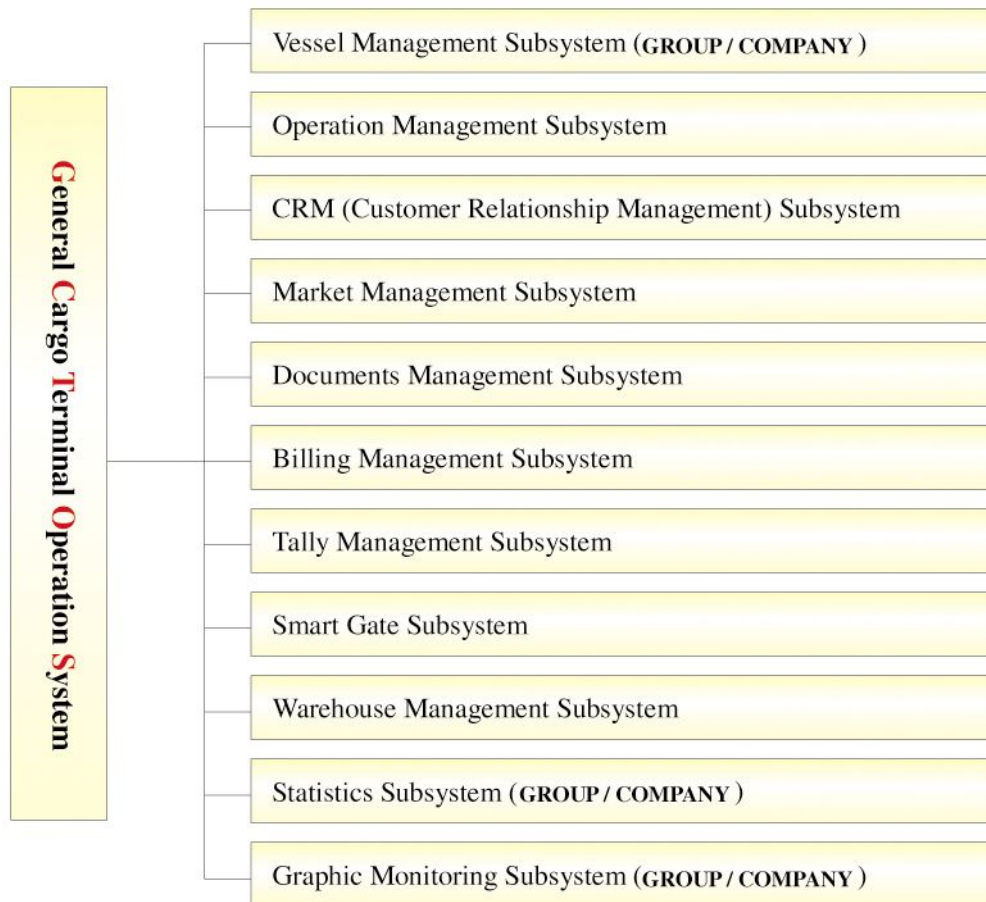 General Cargo Terminal Operation System
Vessel Management Subsystem (GROUP / COMPANY )
Operation Management Subsystem
CRM (Customer Relationship Management) Subsystem
Market Management Subsystem
Documents Management Subsystem
Billing Management Subsystem
Tally Management Subsystem
Smart Gate Subsystem
Warehouse Management Subsystem
Statistics Subsystem (GROUP / COMPANY )
Graphic Monitoring Subsystem (GROUP / COMPANY )